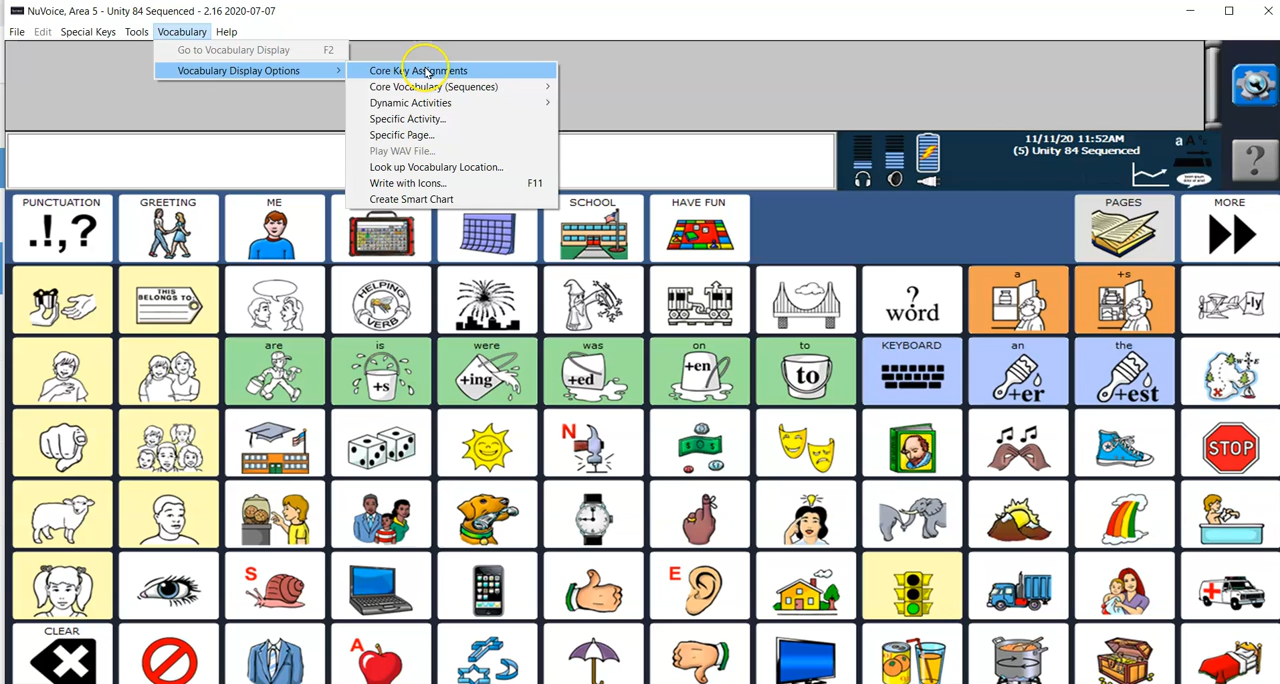 NuVoice, Area 5 - Unity 84 Sequenced - 2.16 2020-07-07
File Edit Special Keys Tools Vocabulary Help
Go to Vocabulary Display F2
Vocabulary Display Options
Core Key Assignments
Core Vocabulary (Sequences)
Dynamic Activities
Specific Activity...
Specific Page...
Play WAV File...
Look up Vocabulary Location...
Write with Icons... F11
Create Smart Chart
11/11/20 11:52AM
(5) Unity 84 Sequenced
aA
?
PUNCTUATION GREETING ME SCHOOL HAVE FUN PAGES MORE
.!,?
THIS BELONGS TO
HELPING VERB
?
word
a +s
-ly
are is were was on to KEYBOARD an the
+s +ing +ed +en to +er +est
N
STOP
S E
CLEAR
A